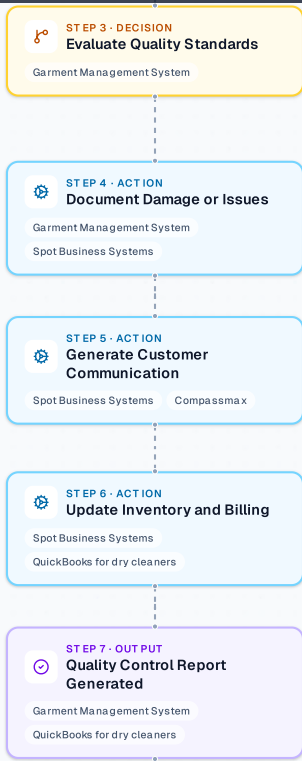 STEP 3 · DECISION
Evaluate Quality Standards
Garment Management System
STEP 4 · ACTION
Document Damage or Issues
Garment Management System
Spot Business Systems
STEP 5 · ACTION
Generate Customer
Communication
Spot Business Systems Compassmax
STEP 6 · ACTION
Update Inventory and Billing
Spot Business Systems
QuickBooks for dry cleaners
STEP 7 · OUTPUT
Quality Control Report
Generated
Garment Management System
QuickBooks for dry cleaners